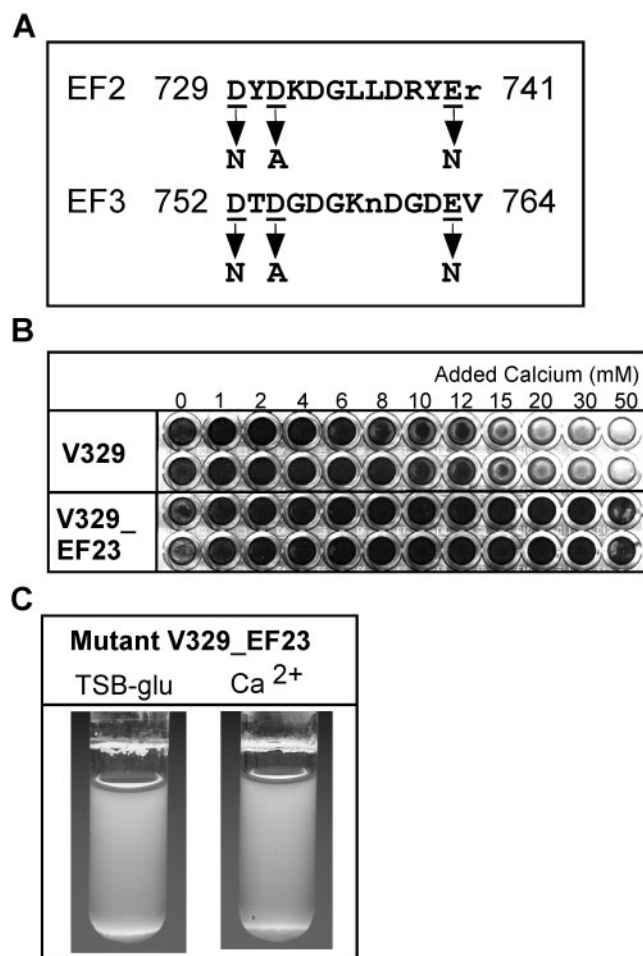 A
EF2 729 DYDKDGLLDRYEr 741
N A N
EF3 752 DTDGDGKnDGDEV 764
N A N
B
Added Calcium (mM)
0 1 2 4 6 8 10 12 15 20 30 50
V329
V329_
EF23
C
Mutant V329_EF23
TSB-glu Ca 2+